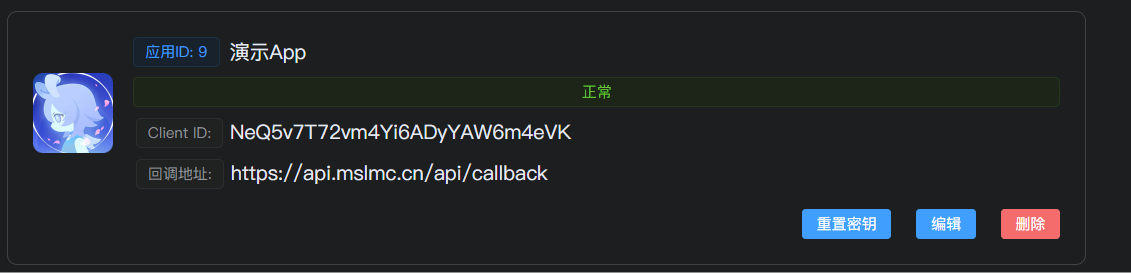 应用ID: 9 演示App
正常
Client ID: NeQ5v7T72vm4Yi6ADyYAW6m4eVK
回调地址: https://api.mslmc.cn/api/callback
重置密钥 编辑 删除